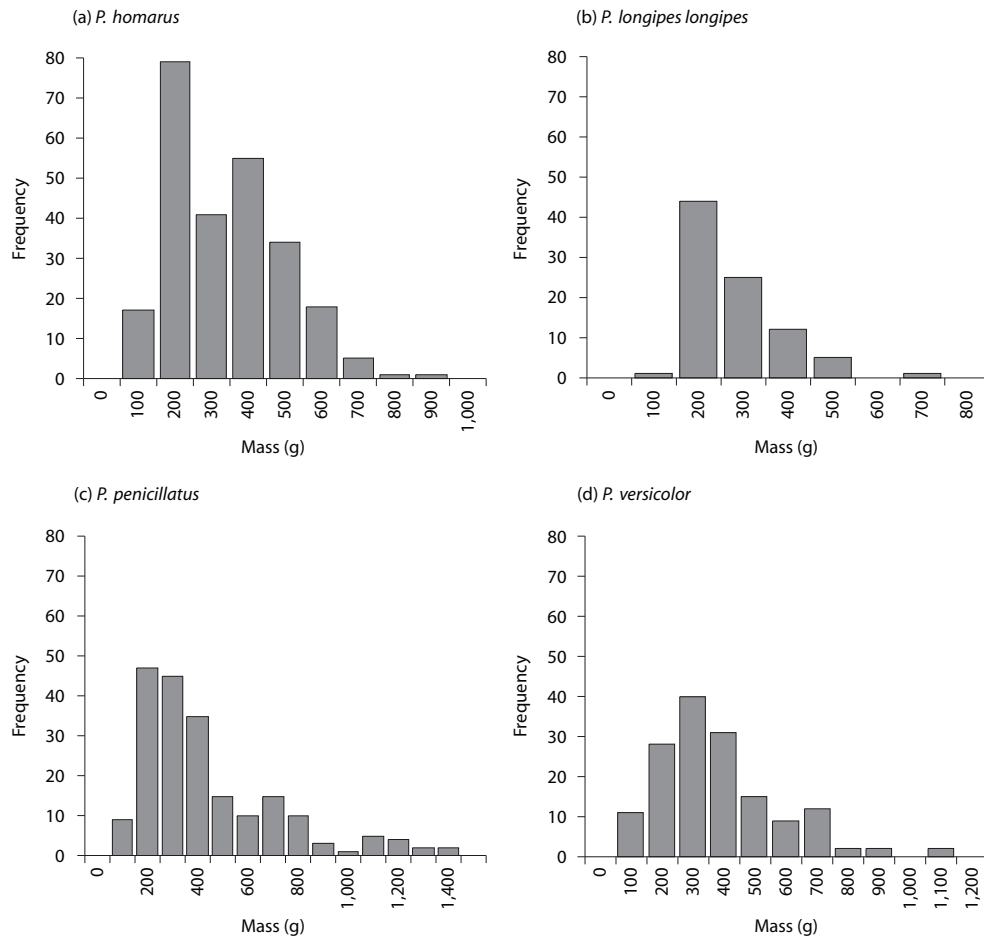 (a) P. homarus
80
70
60
50
40
30
20
10
0
Frequency
0 100 200 300 400 500 600 700 800 900 1,000
Mass (g)
(b) P. longipes longipes
80
70
60
50
40
30
20
10
0
Frequency
0 100 200 300 400 500 600 700 800
Mass (g)
(c) P. penicillatus
80
70
60
50
40
30
20
10
0
Frequency
0 200 400 600 800 1,000 1,200 1,400
Mass (g)
(d) P. versicolor
80
70
60
50
40
30
20
10
0
Frequency
0 100 200 300 400 500 600 700 800 900 1,000 1,100 1,200
Mass (g)